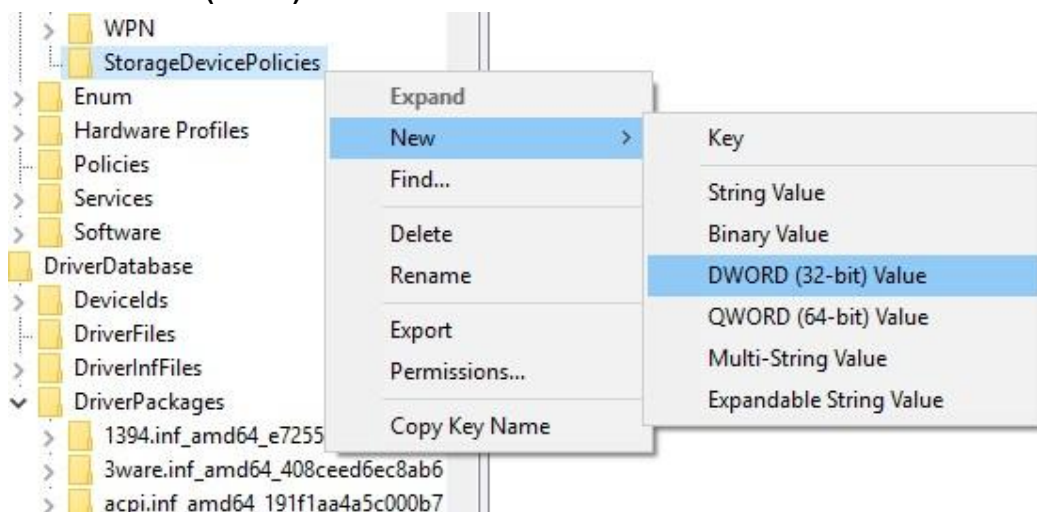 WPN
StorageDevicePolicies
Enum
Hardware Profiles
Policies
Services
Software
DriverDatabase
DeviceIds
DriverFiles
DriverInfFiles
DriverPackages
1394.inf_amd64_e7255
3ware.inf_amd64_408ceed6ec8ab6
acpi.inf_amd64_191f1aa4a5c000b7
Expand
New
Find...
Delete
Rename
Export
Permissions...
Copy Key Name
Key
String Value
Binary Value
DWORD (32-bit) Value
QWORD (64-bit) Value
Multi-String Value
Expandable String Value